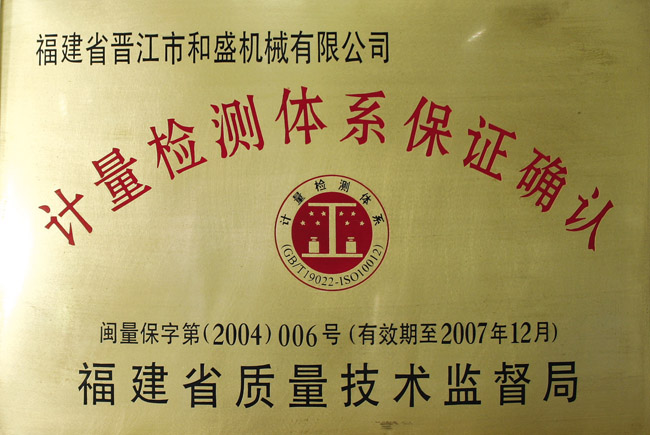 福建省晋江市和盛机械有限公司
计量检测体系保证确认
计量检测体系
(GB/T19022-ISO10012)
闽量保字第(2004)006号(有效期至2007年12月)
福建省质量技术监督局